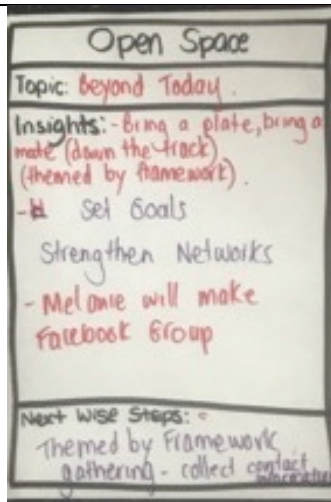 Open Space
Topic: Beyond Today.
Insights: - Bring a plate, bring a
mate (down the track)
(themed by framework).
- Set Goals
Strengthen Networks
- Melanie will make
Facebook Group
Next Wise Steps:
Themed by Framework
gathering - collect contact
information